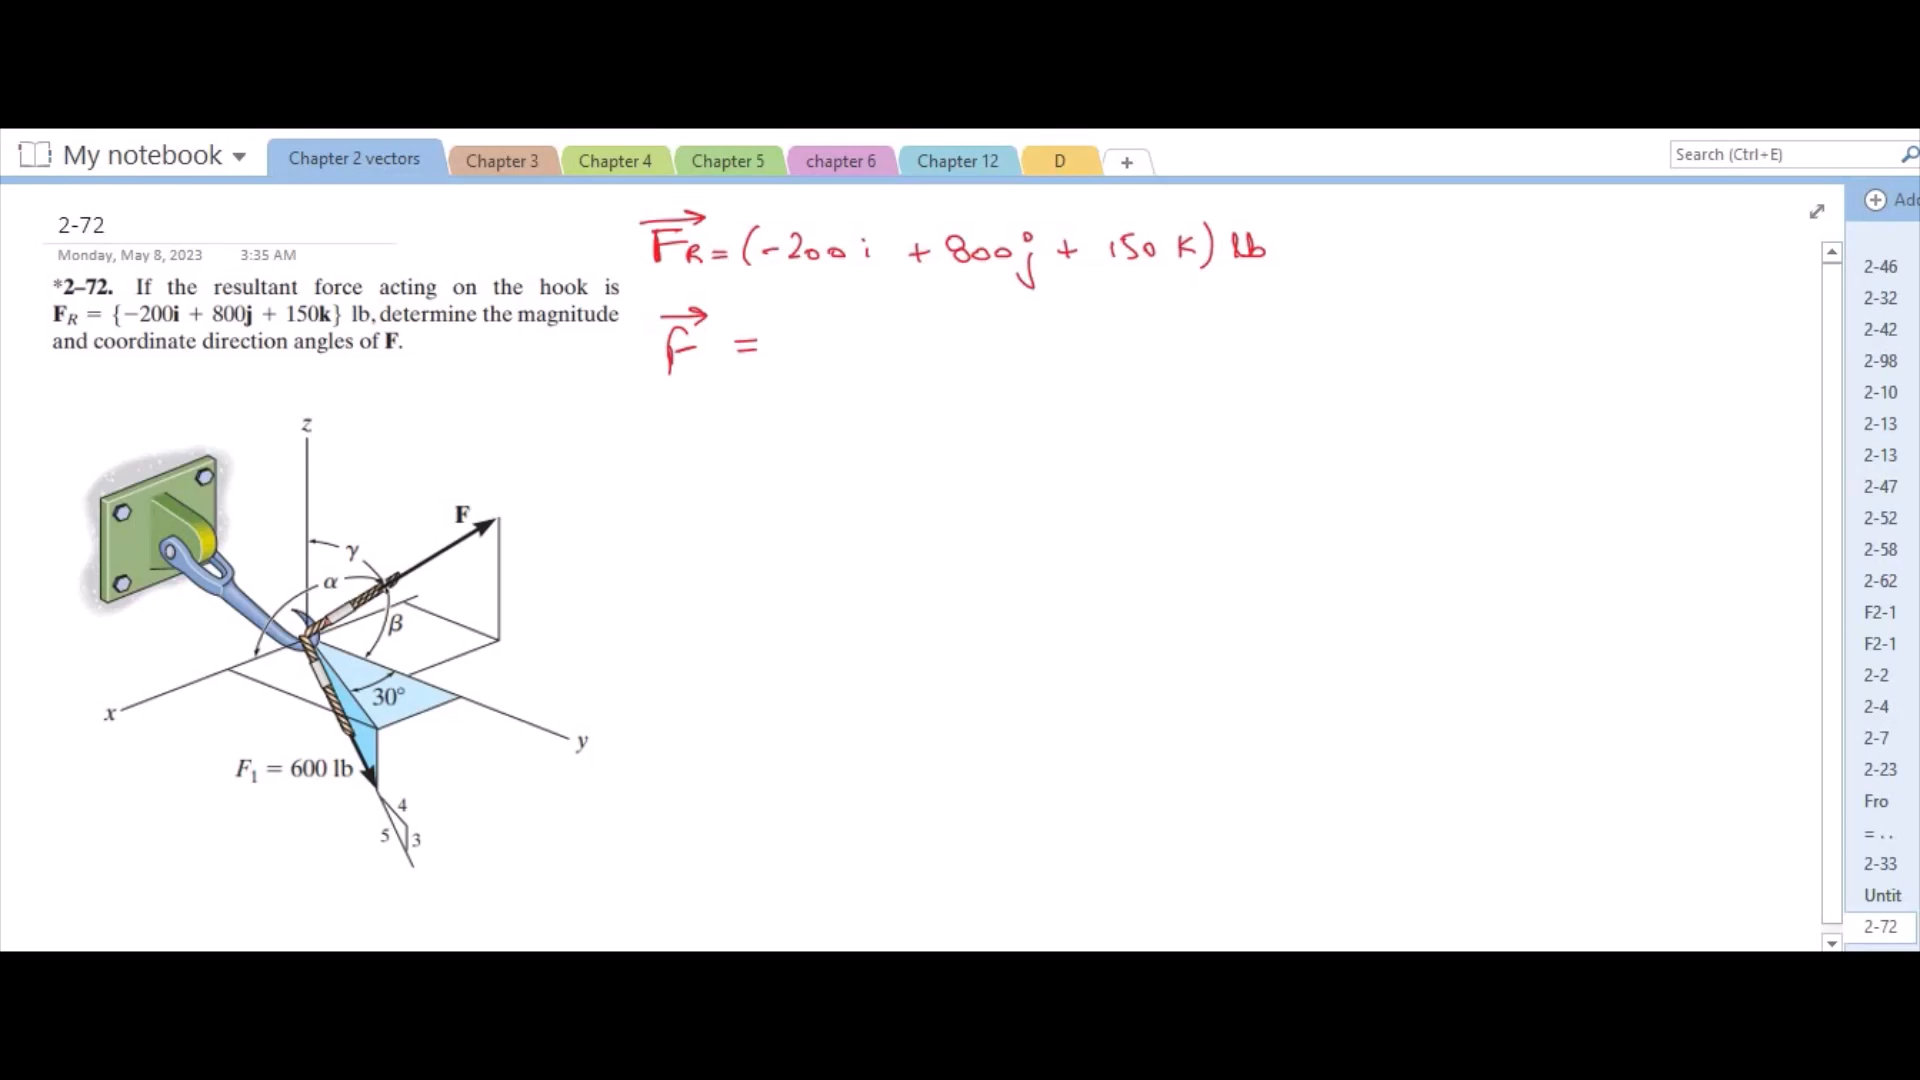 My notebook
Chapter 2 vectors
Chapter 3
Chapter 4
Chapter 5
chapter 6
Chapter 12
D
+
Search (Ctrl+E)
2-72
Monday, May 8, 2023 3:35 AM
*2–72. If the resultant force acting on the hook is
F_R = {−200i + 800j + 150k} lb, determine the magnitude
and coordinate direction angles of F.
F_R = (-200 i + 800 j + 150 k) lb
F =
z
F
γ
α
β
30°
x
y
F₁ = 600 lb
4
5
3
2-46
2-32
2-42
2-98
2-10
2-13
2-13
2-47
2-52
2-58
2-62
F2-1
F2-1
2-2
2-4
2-7
2-23
Fro
= . .
2-33
Untit
2-72